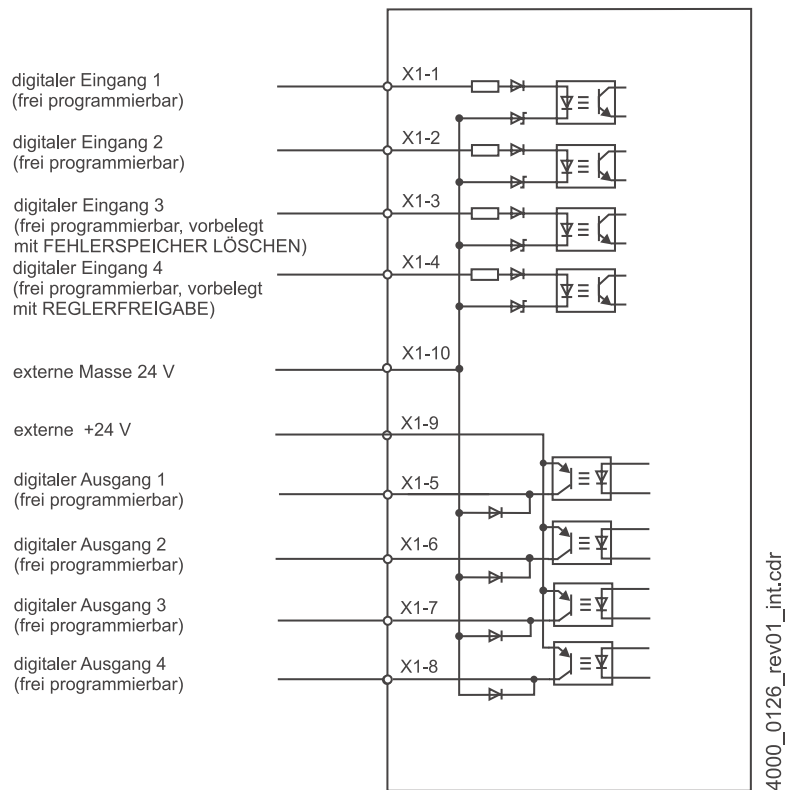 digitaler Eingang 1
(frei programmierbar)
X1-1
digitaler Eingang 2
(frei programmierbar)
X1-2
digitaler Eingang 3
(frei programmierbar, vorbelegt
mit FEHLERSPEICHER LÖSCHEN)
X1-3
digitaler Eingang 4
(frei programmierbar, vorbelegt
mit REGLERFREIGABE)
X1-4
externe Masse 24 V
X1-10
externe +24 V
X1-9
digitaler Ausgang 1
(frei programmierbar)
X1-5
digitaler Ausgang 2
(frei programmierbar)
X1-6
digitaler Ausgang 3
(frei programmierbar)
X1-7
digitaler Ausgang 4
(frei programmierbar)
X1-8
4000_0126_rev01_int.cdr